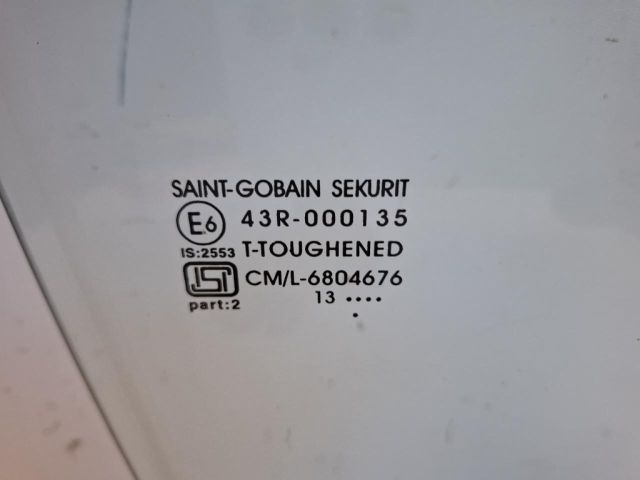 SAINT-GOBAIN SEKURIT
E6 43R-000135
IS:2553 T-TOUGHENED
ISI CM/L-6804676
part:2 13 ••••
•